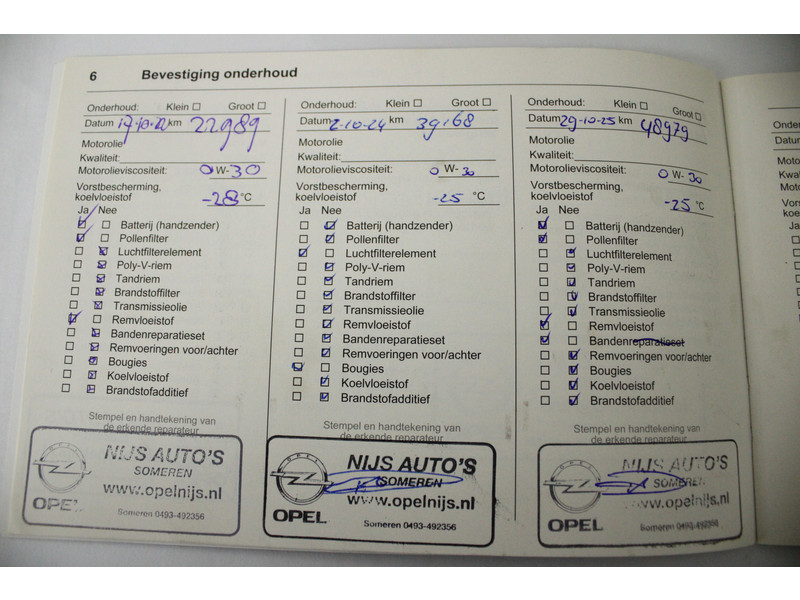 6 Bevestiging onderhoud
Onderhoud: Klein Groot
Datum 17-10-22 km 22989
Motorolie
Kwaliteit:
Motorolieviscositeit: 0 W-30
Vorstbescherming,
koelvloeistof -28 °C
Ja Nee
Batterij (handzender)
Pollenfilter
Luchtfilterelement
Poly-V-riem
Tandriem
Brandstoffilter
Transmissieolie
Remvloeistof
Bandenreparatieset
Remvoeringen voor/achter
Bougies
Koelvloeistof
Brandstofadditief
Stempel en handtekening van
de erkende reparateur
NIJS AUTO'S
SOMEREN
www.opelnijs.nl
OPEL
Someren 0493-492356
Onderhoud: Klein Groot
Datum 2-10-24 km 39168
Motorolie
Kwaliteit:
Motorolieviscositeit: 0 W-30
Vorstbescherming,
koelvloeistof -25 °C
Ja Nee
Batterij (handzender)
Pollenfilter
Luchtfilterelement
Poly-V-riem
Tandriem
Brandstoffilter
Transmissieolie
Remvloeistof
Bandenreparatieset
Remvoeringen voor/achter
Bougies
Koelvloeistof
Brandstofadditief
Stempel en handtekening van
de erkende reparateur
OPEL
NIJS AUTO'S
SOMEREN
www.opelnijs.nl
OPEL
Someren 0493-492356
Onderhoud: Klein Groot
Datum 29-10-25 km 48979
Motorolie
Kwaliteit:
Motorolieviscositeit: 0 W-30
Vorstbescherming,
koelvloeistof -25 °C
Ja Nee
Batterij (handzender)
Pollenfilter
Luchtfilterelement
Poly-V-riem
Tandriem
Brandstoffilter
Transmissieolie
Remvloeistof
Bandenreparatieset
Remvoeringen voor/achter
Bougies
Koelvloeistof
Brandstofadditief
Stempel en handtekening van
de erkende reparateur
NIJS AUTO'S
SOMEREN
www.opelnijs.nl
OPEL
Someren 0493-492356